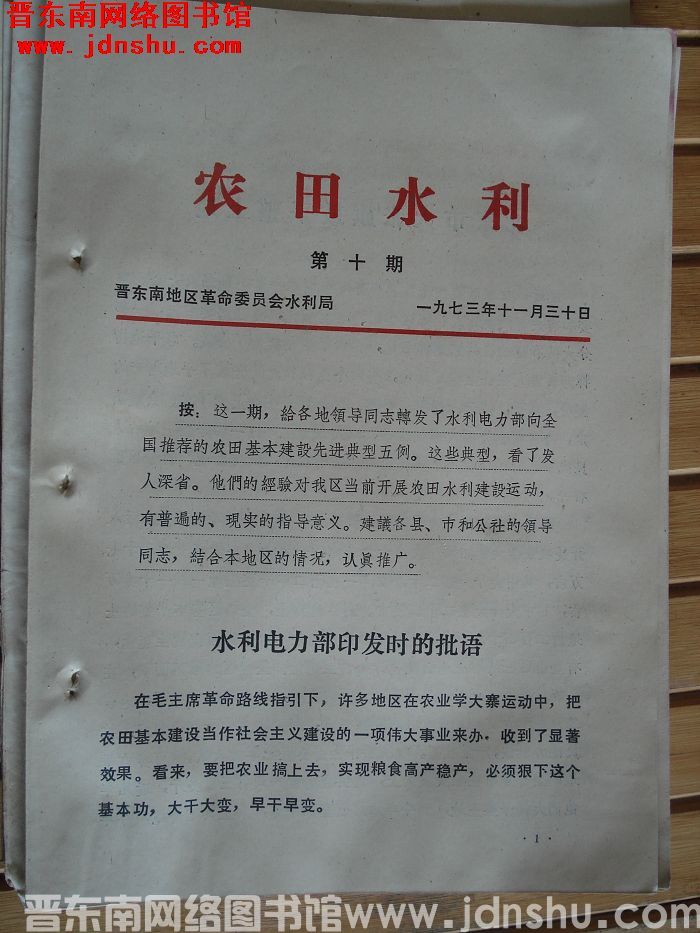 晋东南网络图书馆
www.jdnshu.com
农田水利
第十期
晋东南地区革命委员会水利局 一九七三年十一月三十日
按：这一期，給各地領导同志轉发了水利电力部向全
国推荐的农田基本建設先进典型五例。这些典型，看了发
人深省。他們的經驗对我区当前开展农田水利建設运动，
有普遍的、現实的指导意义。建議各县、市和公社的領导
同志，結合本地区的情况，认真推广。
水利电力部印发时的批语
在毛主席革命路线指引下，许多地区在农业学大寨运动中，把
农田基本建设当作社会主义建设的一项伟大事业来办，收到了显著
效果。看来，要把农业搞上去，实现粮食高产稳产，必须狠下这个
基本功，大干大变，早干早变。
· 1 ·
晋东南网络图书馆www.jdnshu.com